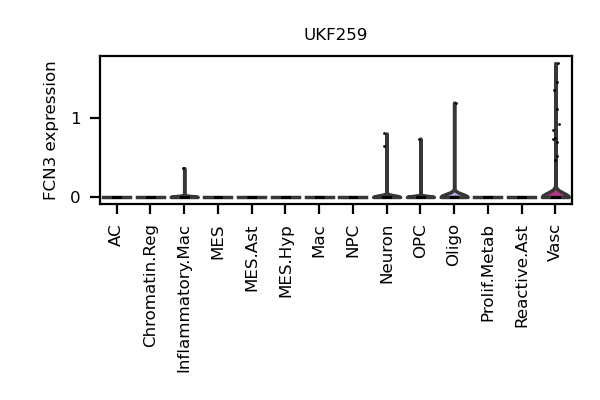 UKF259
FCN3 expression
1
0
AC
Chromatin.Reg
Inflammatory.Mac
MES
MES.Ast
MES.Hyp
Mac
NPC
Neuron
OPC
Oligo
Prolif.Metab
Reactive.Ast
Vasc